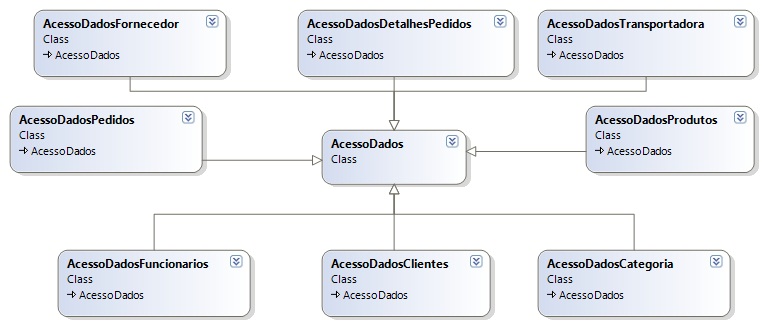 AcessoDadosFornecedor
Class
AcessoDados
AcessoDadosDetalhesPedidos
Class
AcessoDados
AcessoDadosTransportadora
Class
AcessoDados
AcessoDadosPedidos
Class
AcessoDados
AcessoDados
Class
AcessoDadosProdutos
Class
AcessoDados
AcessoDadosFuncionarios
Class
AcessoDados
AcessoDadosClientes
Class
AcessoDados
AcessoDadosCategoria
Class
AcessoDados